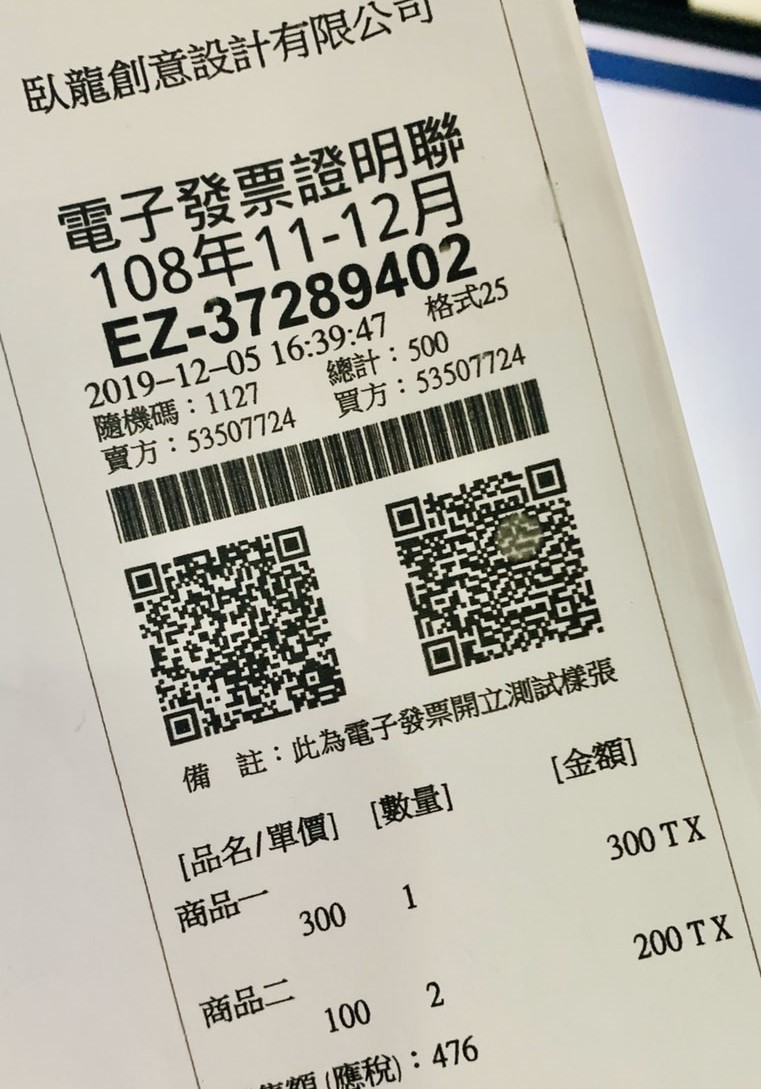 臥龍創意設計有限公司
電子發票證明聯
108年11-12月
EZ-37289402
2019-12-05 16:39:47 格式25
隨機碼：1127 總計：500
賣方：53507724 買方：53507724
備 註：此為電子發票開立測試樣張
[品名/單價] [數量] [金額]
商品一
300 1 300 TX
商品二
100 2 200 TX
額(應稅)：476